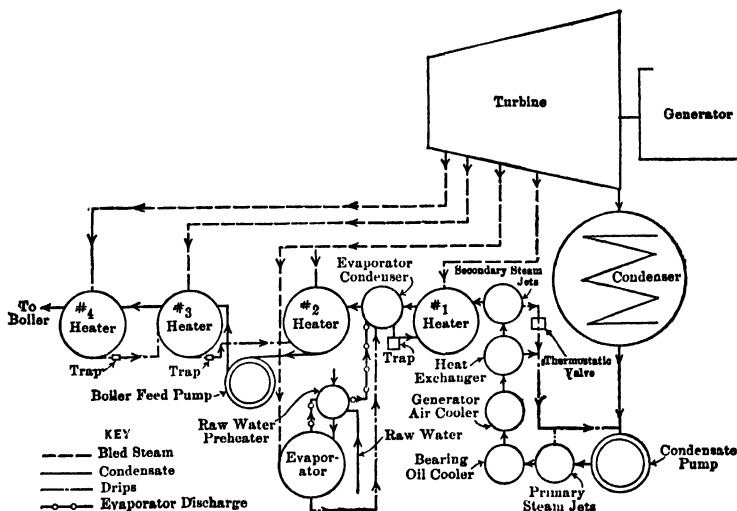 Turbine
Generator
Condenser
Evaporator
Condenser
Secondary Steam
Jets
To
Boiler
#4
Heater
#3
Heater
#2
Heater
#1
Heater
Trap
Trap
Trap
Thermostatic
Valve
Heat
Exchanger
Boiler Feed Pump
Raw Water
Preheater
Generator
Air Cooler
KEY
Bled Steam
Condensate
Drips
Evaporator Discharge
Evapor-
ator
Raw Water
Bearing
Oil Cooler
Primary
Steam Jets
Condensate
Pump